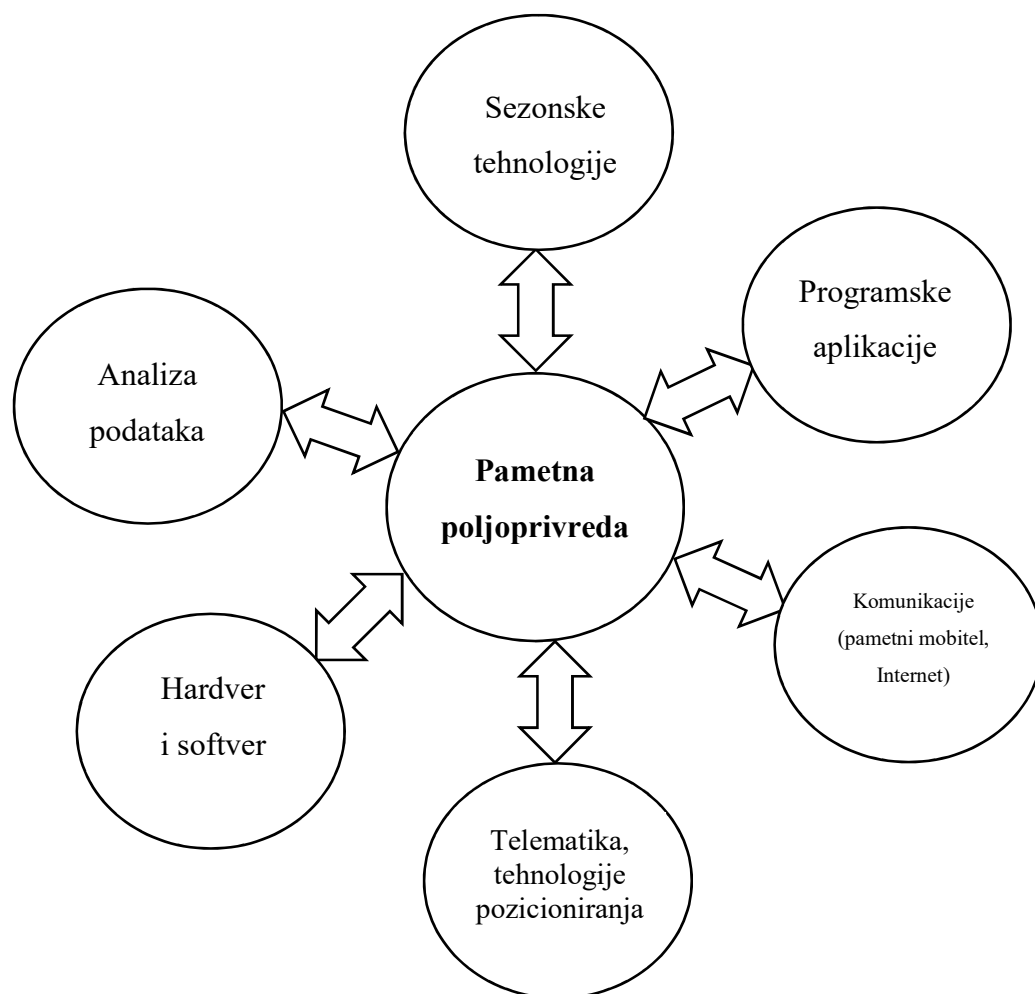 Sezonske
tehnologije
Programske
aplikacije
Analiza
podataka
Pametna
poljoprivreda
Komunikacije
(pametni mobitel,
Internet)
Hardver
i softver
Telematika,
tehnologije
pozicioniranja